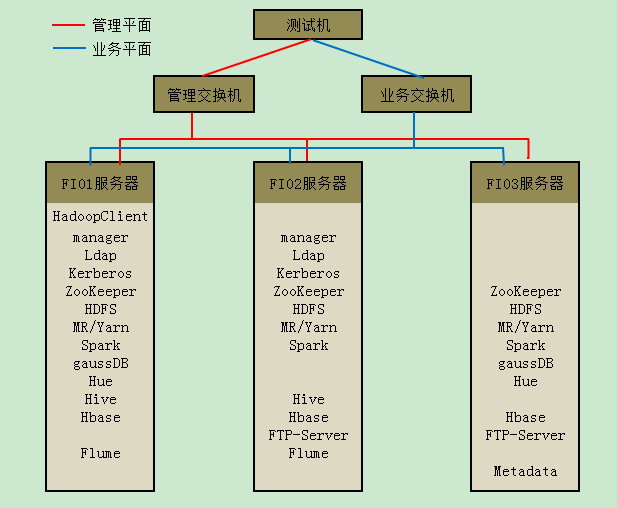 管理平面
业务平面
测试机
管理交换机
业务交换机
FI01服务器
HadoopClient
manager
Ldap
Kerberos
ZooKeeper
HDFS
MR/Yarn
Spark
gaussDB
Hue
Hive
Hbase
Flume
FI02服务器
manager
Ldap
Kerberos
ZooKeeper
HDFS
MR/Yarn
Spark
Hive
Hbase
FTP-Server
Flume
FI03服务器
ZooKeeper
HDFS
MR/Yarn
Spark
gaussDB
Hue
Hbase
FTP-Server
Metadata